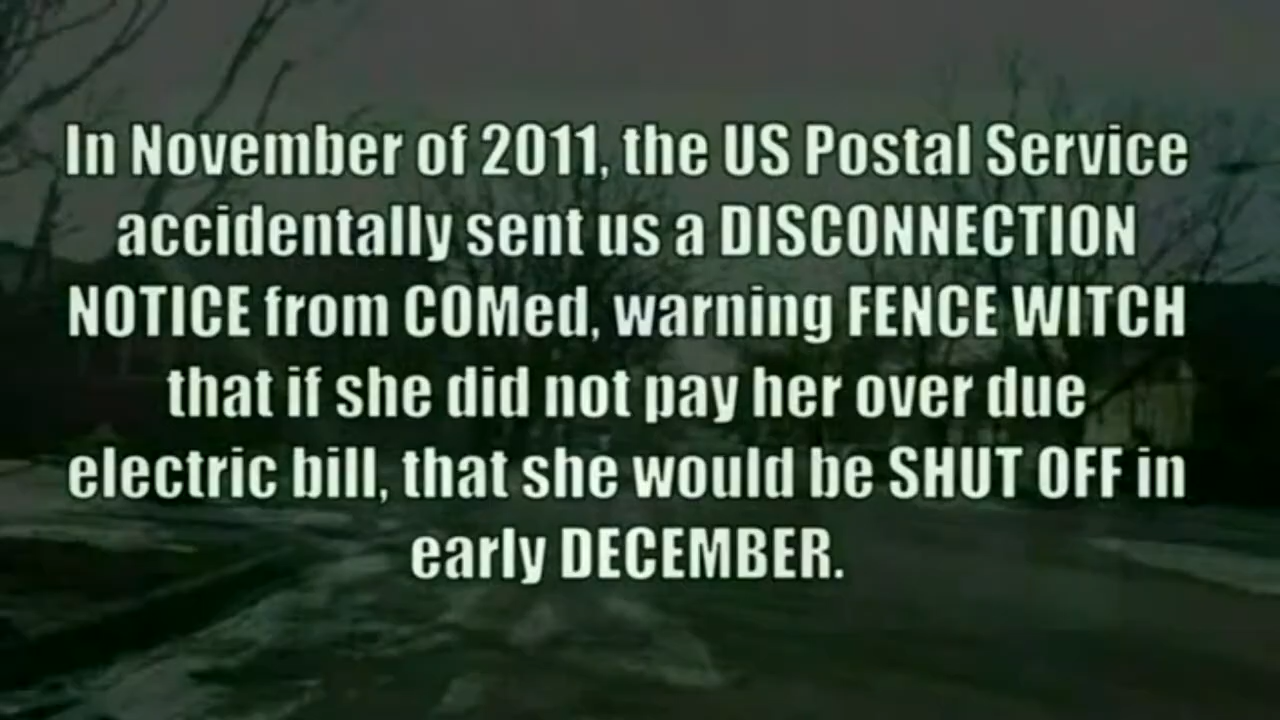 In November of 2011, the US Postal Service
accidentally sent us a DISCONNECTION
NOTICE from COMed, warning FENCE WITCH
that if she did not pay her over due
electric bill, that she would be SHUT OFF in
early DECEMBER.